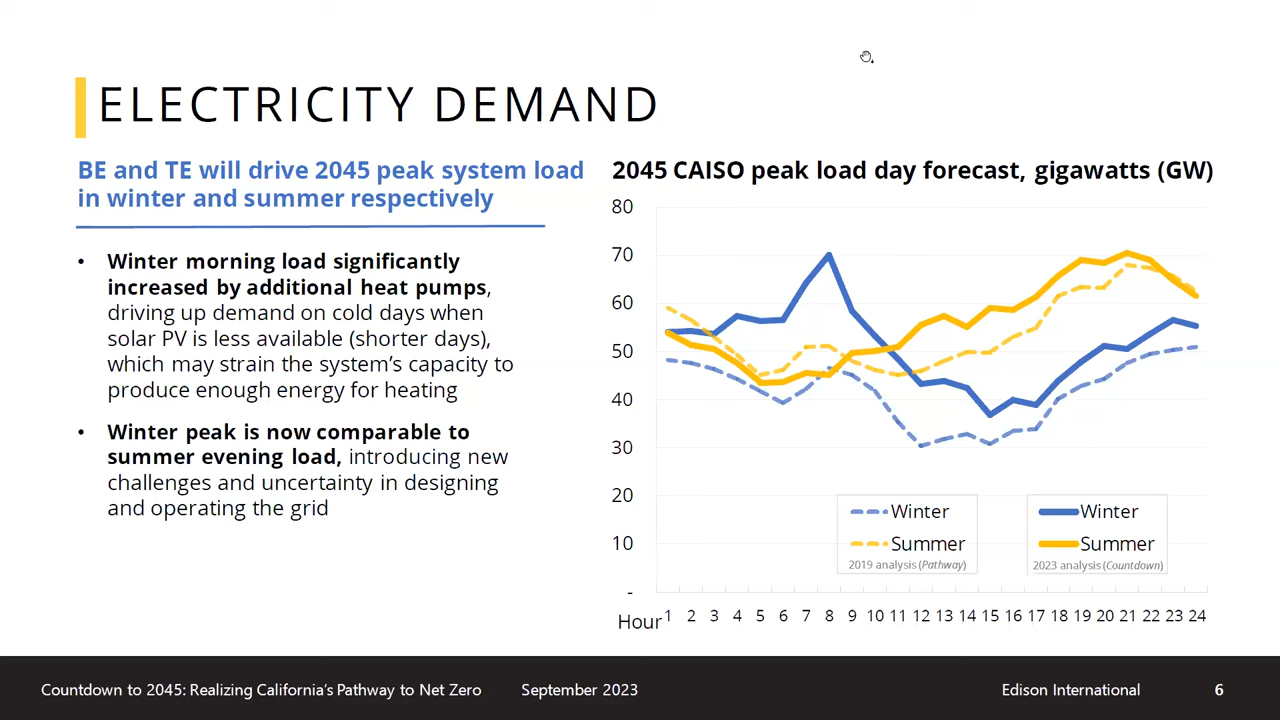 ELECTRICITY DEMAND
BE and TE will drive 2045 peak system load
in winter and summer respectively
• Winter morning load significantly
increased by additional heat pumps,
driving up demand on cold days when
solar PV is less available (shorter days),
which may strain the system’s capacity to
produce enough energy for heating
• Winter peak is now comparable to
summer evening load, introducing new
challenges and uncertainty in designing
and operating the grid
2045 CAISO peak load day forecast, gigawatts (GW)
80
70
60
50
40
30
20
10
-
Winter
Summer
2019 analysis (Pathway)
Winter
Summer
2023 analysis (Countdown)
Hour 1 2 3 4 5 6 7 8 9 10 11 12 13 14 15 16 17 18 19 20 21 22 23 24
Countdown to 2045: Realizing California’s Pathway to Net Zero September 2023 Edison International 6